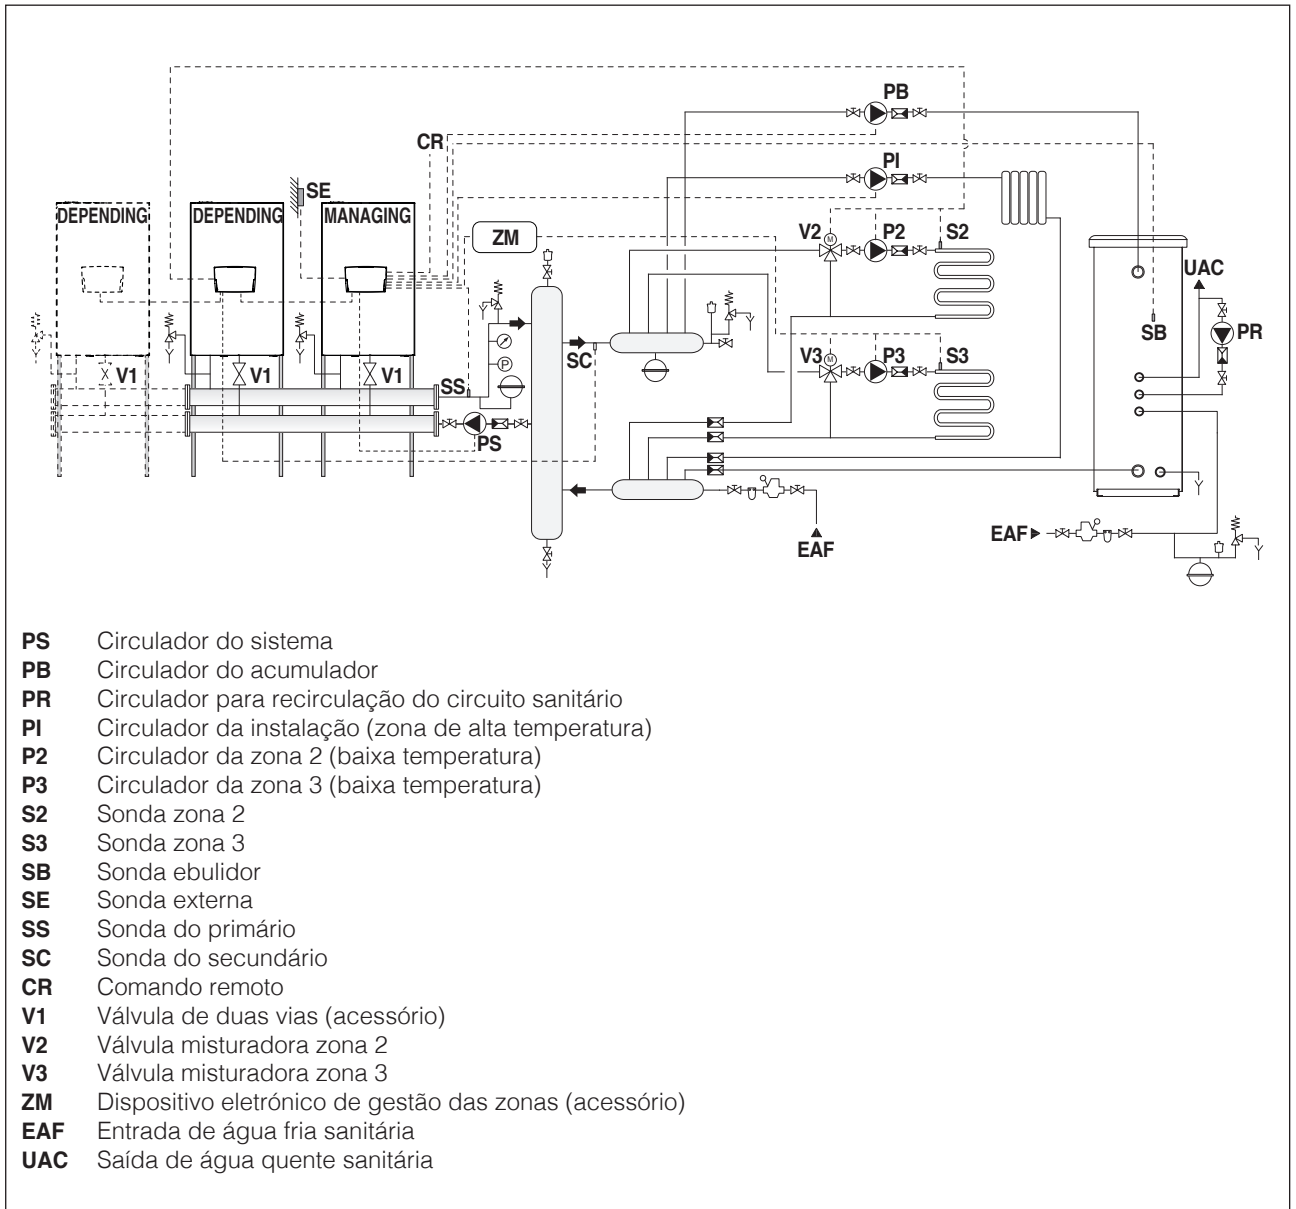 PB
CR
PI
SE
DEPENDING DEPENDING MANAGING
V2 P2 S2
ZM
M
UAC
SB PR
SC
V3 P3 S3
M
P
V1 V1 V1
SS
PS
EAF
EAF
PS Circulador do sistema
PB Circulador do acumulador
PR Circulador para recirculação do circuito sanitário
PI Circulador da instalação (zona de alta temperatura)
P2 Circulador da zona 2 (baixa temperatura)
P3 Circulador da zona 3 (baixa temperatura)
S2 Sonda zona 2
S3 Sonda zona 3
SB Sonda ebulidor
SE Sonda externa
SS Sonda do primário
SC Sonda do secundário
CR Comando remoto
V1 Válvula de duas vias (acessório)
V2 Válvula misturadora zona 2
V3 Válvula misturadora zona 3
ZM Dispositivo eletrónico de gestão das zonas (acessório)
EAF Entrada de água fria sanitária
UAC Saída de água quente sanitária